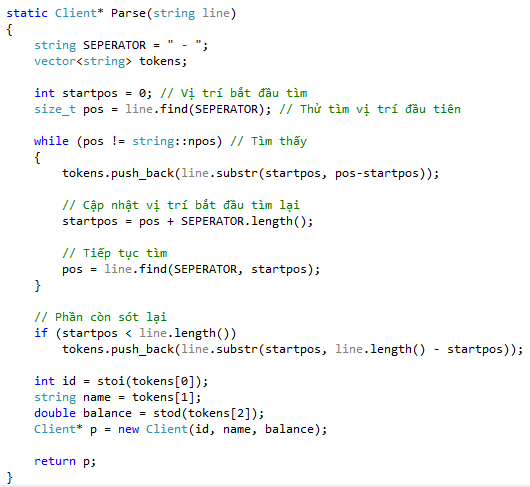 static Client* Parse(string line)
{
    string SEPERATOR = " - ";
    vector<string> tokens;

    int startpos = 0; // Vị trí bắt đầu tìm
    size_t pos = line.find(SEPERATOR); // Thử tìm vị trí đầu tiên

    while (pos != string::npos) // Tìm thấy
    {
        tokens.push_back(line.substr(startpos, pos-startpos));

        // Cập nhật vị trí bắt đầu tìm lại
        startpos = pos + SEPERATOR.length();

        // Tiếp tục tìm
        pos = line.find(SEPERATOR, startpos);
    }

    // Phần còn sót lại
    if (startpos < line.length())
        tokens.push_back(line.substr(startpos, line.length() - startpos));

    int id = stoi(tokens[0]);
    string name = tokens[1];
    double balance = stod(tokens[2]);
    Client* p = new Client(id, name, balance);

    return p;
}